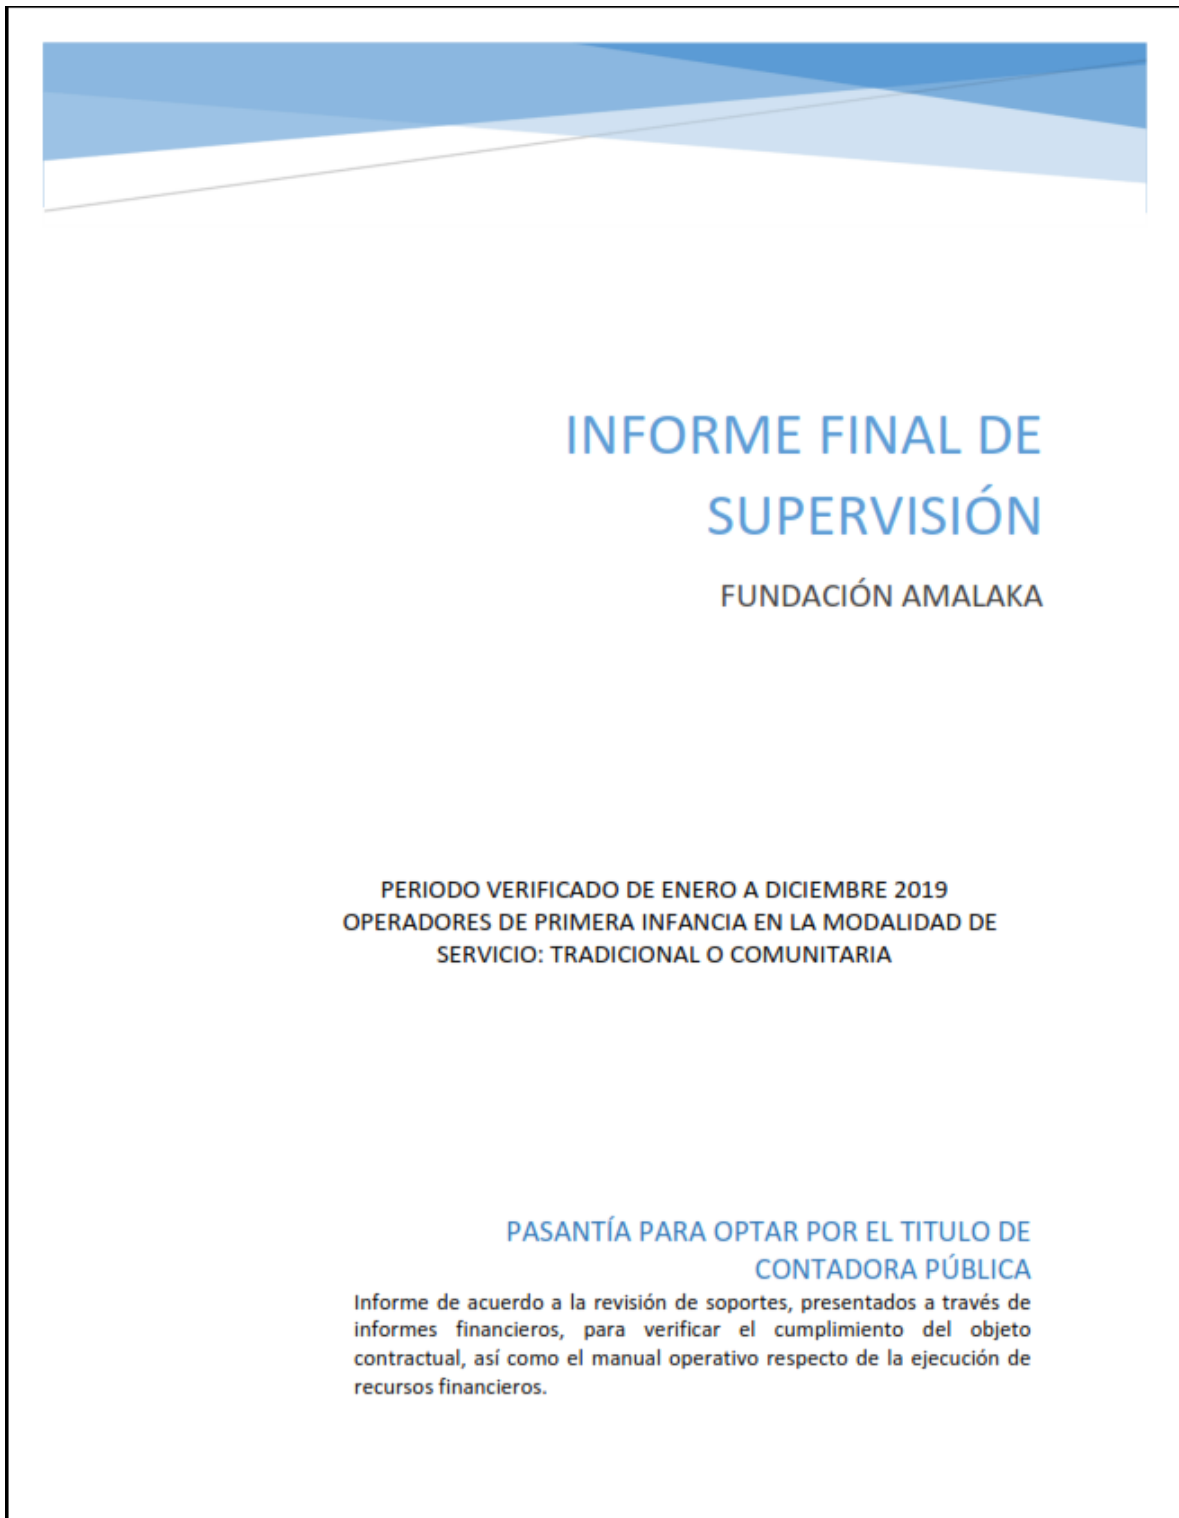 INFORME FINAL DE
SUPERVISIÓN
FUNDACIÓN AMALAKA
PERIODO VERIFICADO DE ENERO A DICIEMBRE 2019
OPERADORES DE PRIMERA INFANCIA EN LA MODALIDAD DE
SERVICIO: TRADICIONAL O COMUNITARIA
PASANTÍA PARA OPTAR POR EL TITULO DE
CONTADORA PÚBLICA
Informe de acuerdo a la revisión de soportes, presentados a través de
informes financieros, para verificar el cumplimiento del objeto
contractual, así como el manual operativo respecto de la ejecución de
recursos financieros.